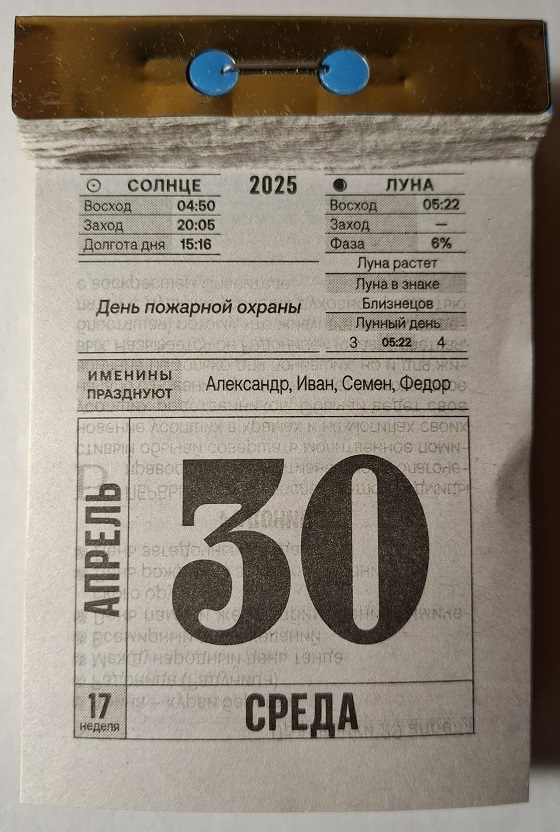 СОЛНЦЕ 2025 ЛУНА
Восход 04:50 Восход 05:22
Заход 20:05 Заход —
Долгота дня 15:16 Фаза 6%
Луна растет
Луна в знаке
Близнецов
Лунный день
3 05:22 4
День пожарной охраны
ИМЕНИНЫ
ПРАЗДНУЮТ
Александр, Иван, Семен, Федор
АПРЕЛЬ
30
17
неделя
СРЕДА